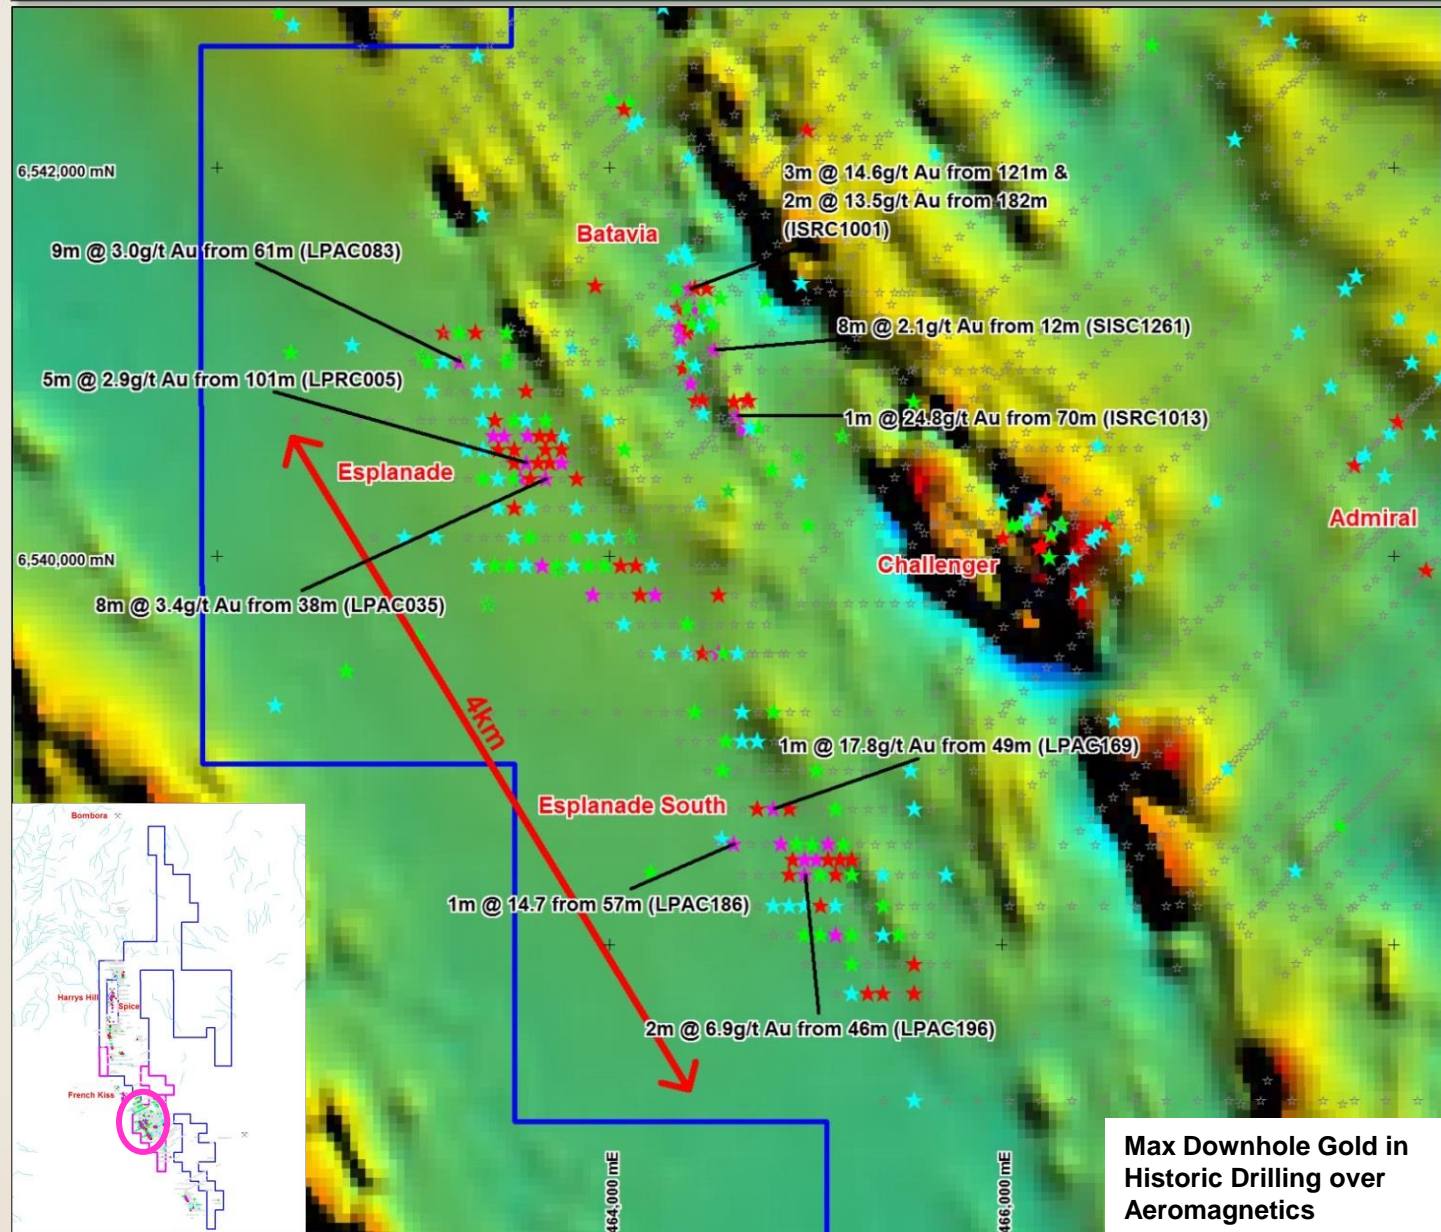 6,542,000 mN
3m @ 14.6g/t Au from 121m &
2m @ 13.5g/t Au from 182m
(ISRC1001)
Batavia
9m @ 3.0g/t Au from 61m (LPAC083)
8m @ 2.1g/t Au from 12m (SISC1261)
5m @ 2.9g/t Au from 101m (LPRC005)
1m @ 24.8g/t Au from 70m (ISRC1013)
Esplanade
Admiral
6,540,000 mN
Challenger
8m @ 3.4g/t Au from 38m (LPAC035)
4km
1m @ 17.8g/t Au from 49m (LPAC169)
Esplanade South
1m @ 14.7 from 57m (LPAC186)
2m @ 6.9g/t Au from 46m (LPAC196)
464,000 mE
466,000 mE
Bombora
Harrys Hill
Spice
French Kiss
Max Downhole Gold in
Historic Drilling over
Aeromagnetics